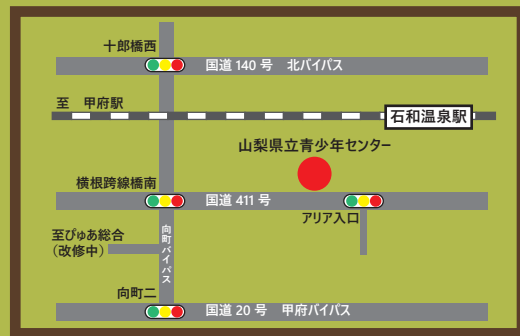 十郎橋西
国道 140 号　北バイパス
至　甲府駅
石和温泉駅
山梨県立青少年センター
横根跨線橋南
国道 411 号
アリア入口
向町バイパス
至ぴゅあ総合
（改修中）
向町二
国道 20 号　甲府バイパス